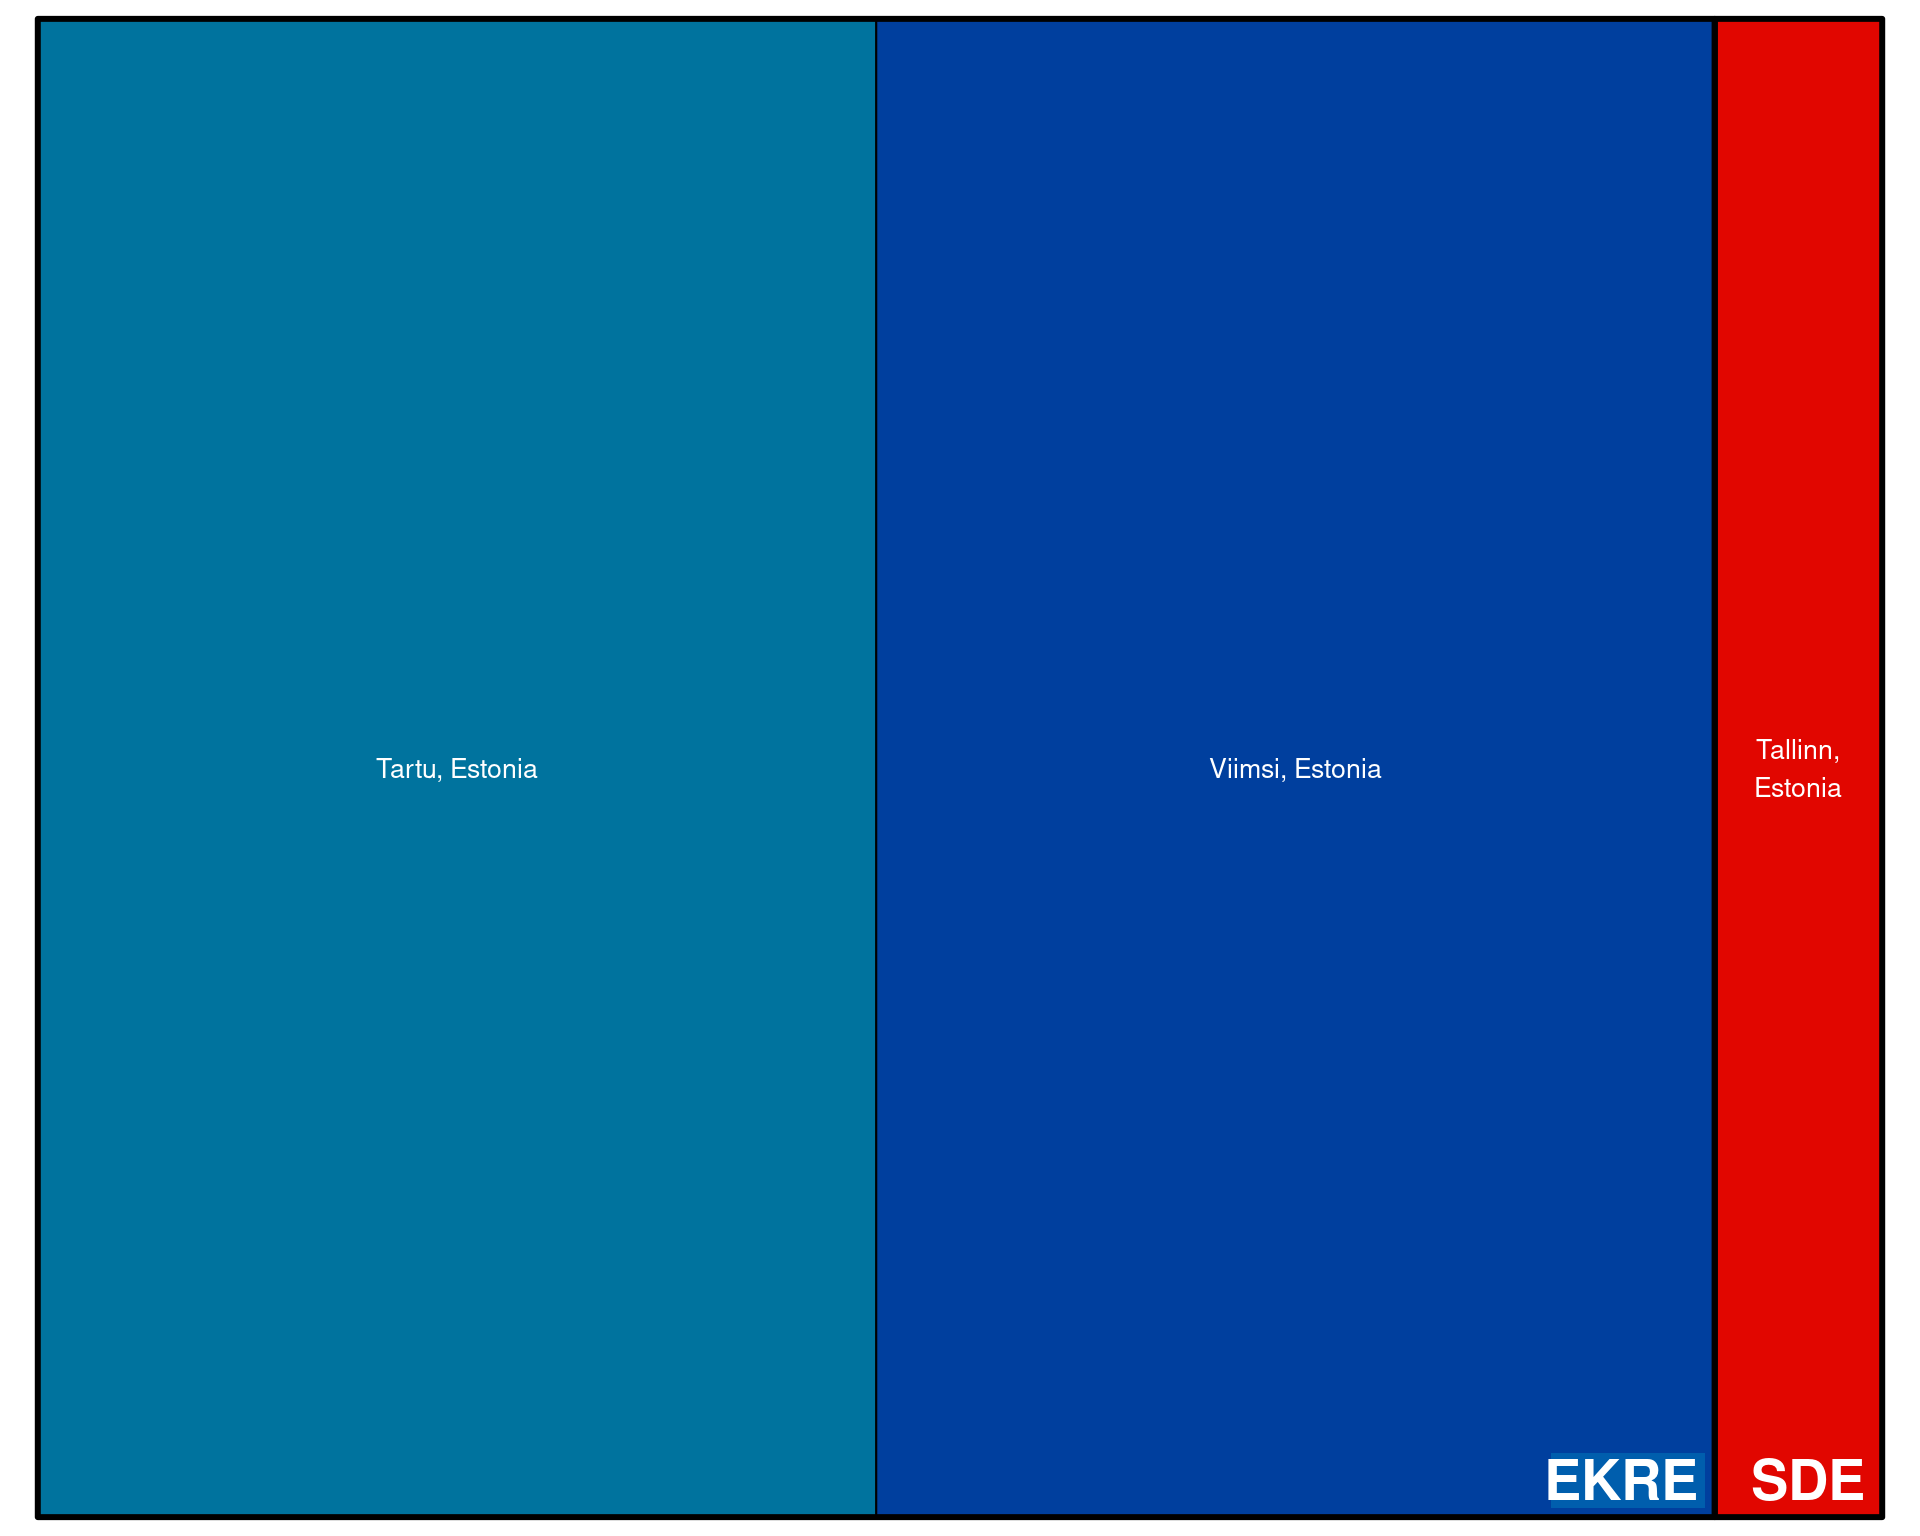 Tartu, Estonia
Viimsi, Estonia
Tallinn,
Estonia
EKRE
SDE